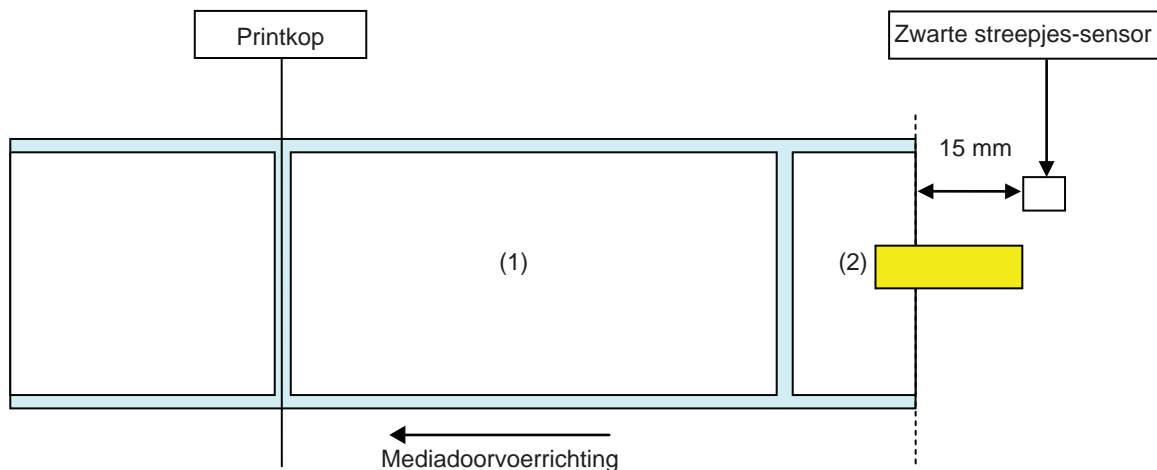 Printkop
Zwarte streepjes-sensor
15 mm
(1)
(2)
Mediadoorvoerrichting